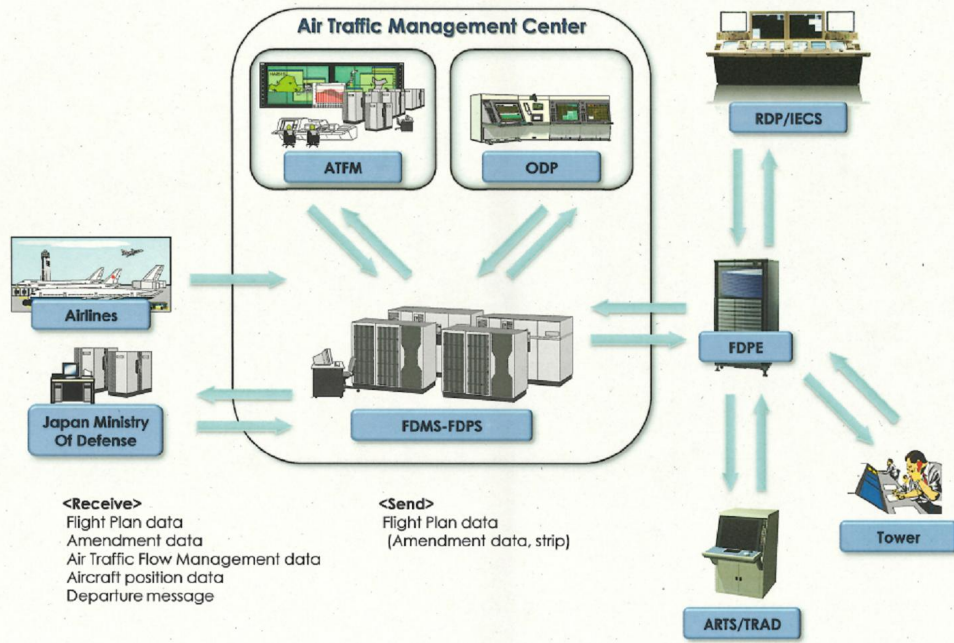 Air Traffic Management Center
ATFM
ODP
RDP/IECS
Airlines
FDPE
Japan Ministry
Of Defense
FDMS-FDPS
<Receive>
Flight Plan data
Amendment data
Air Traffic Flow Management data
Aircraft position data
Departure message
<Send>
Flight Plan data
(Amendment data, strip)
Tower
ARTS/TRAD